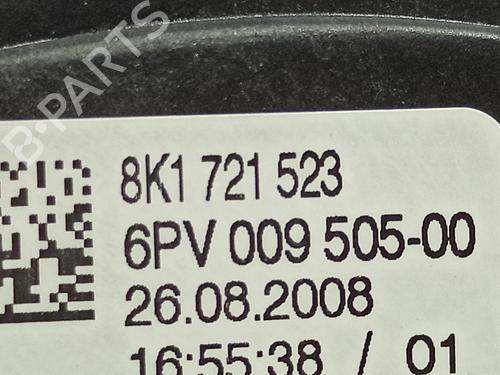 B-PARTS
8K1 721 523
6PV 009 505-00
26.08.2008
16:55:38 / 01